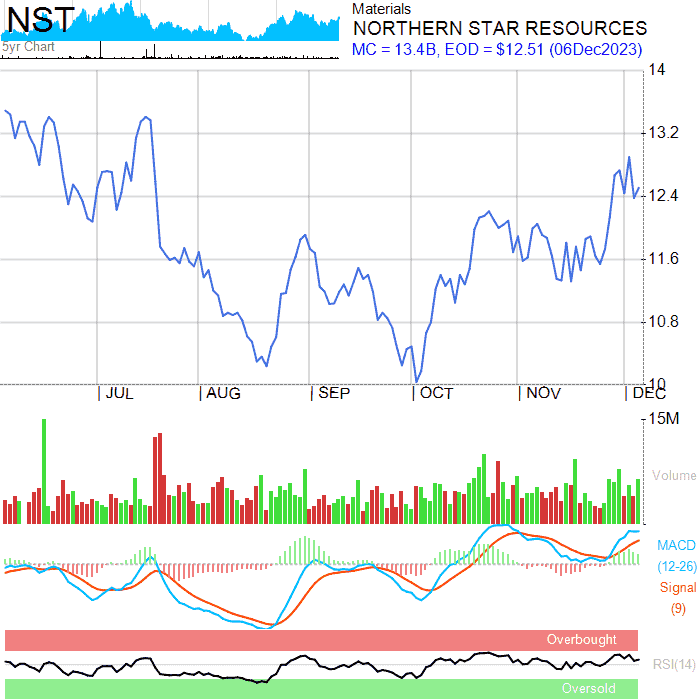 NST
5yr Chart
Materials
NORTHERN STAR RESOURCES
MC = 13.4B, EOD = $12.51 (06Dec2023)
14
13.2
12.4
11.6
10.8
10
JUL
AUG
SEP
OCT
NOV
DEC
15M
Volume
MACD
(12-26)
Signal
(9)
Overbought
RSI(14)
Oversold